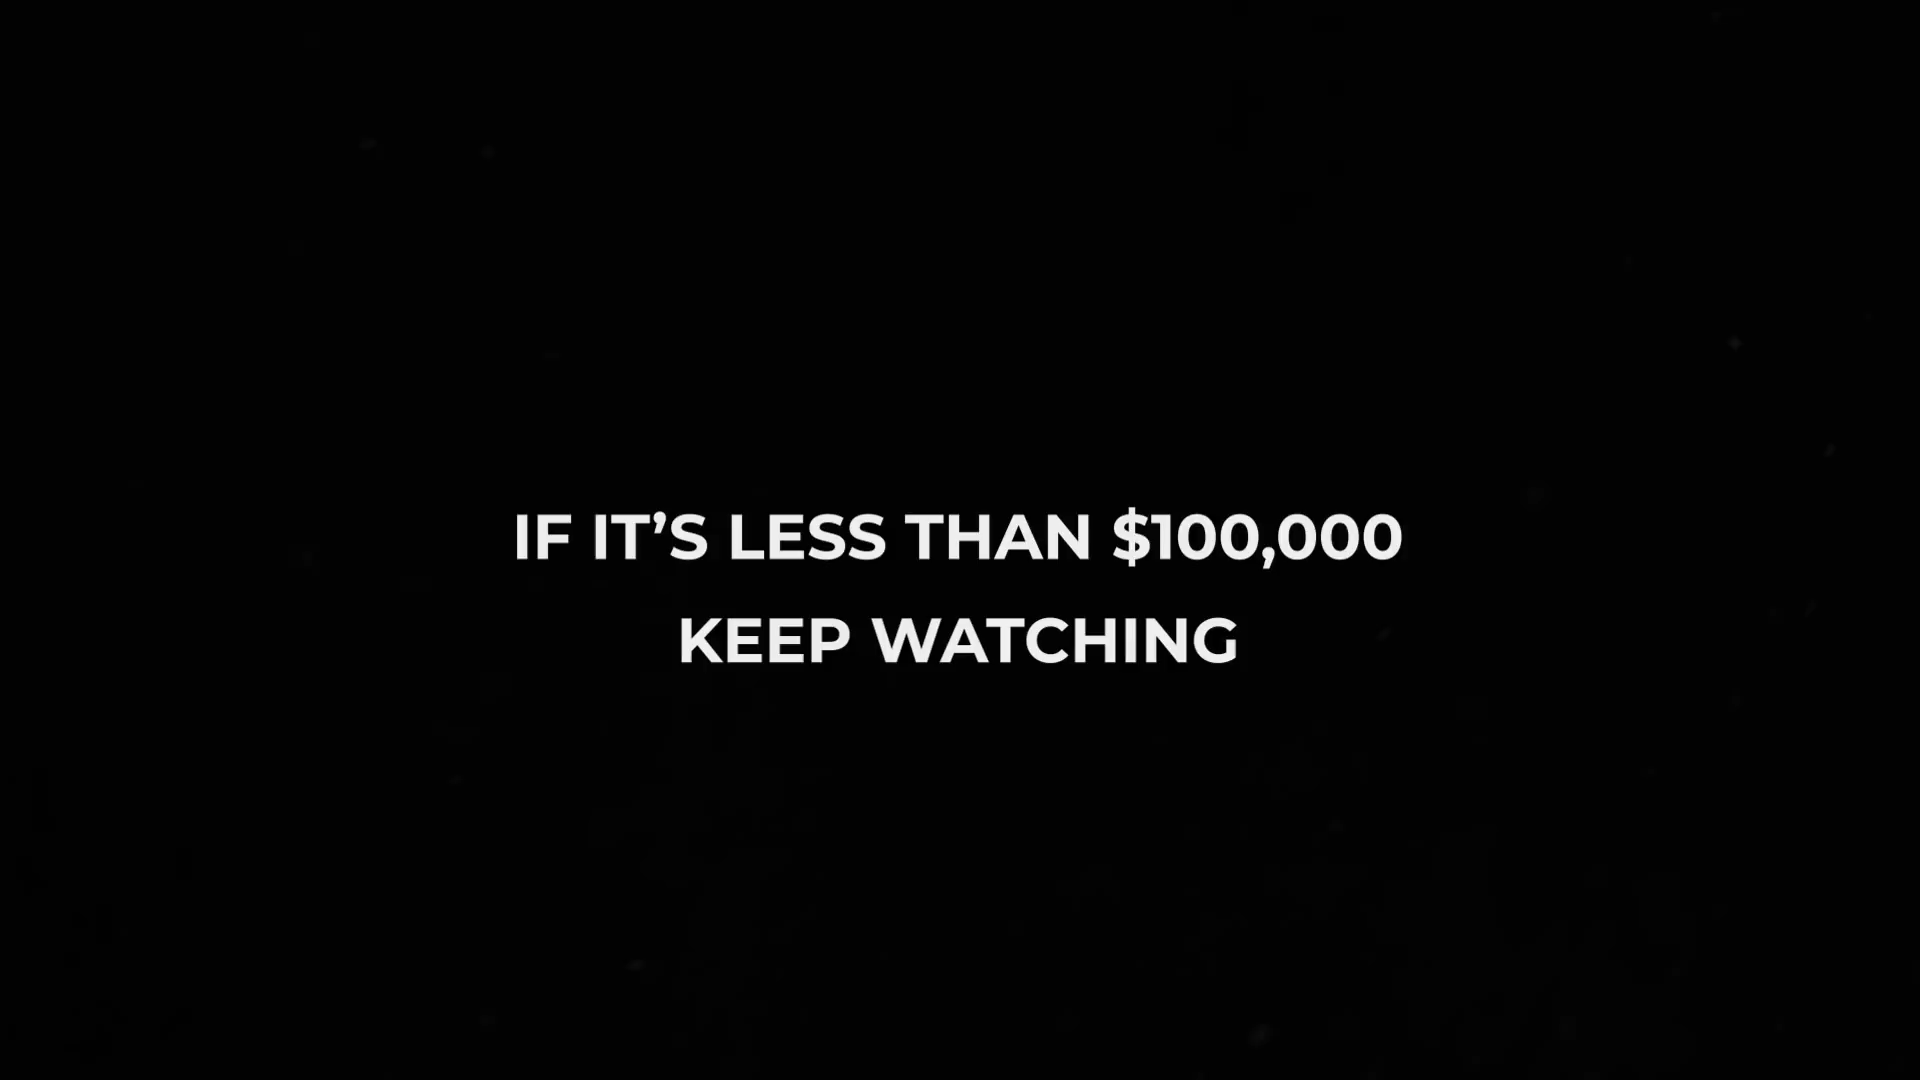 IF IT’S LESS THAN $100,000
KEEP WATCHING